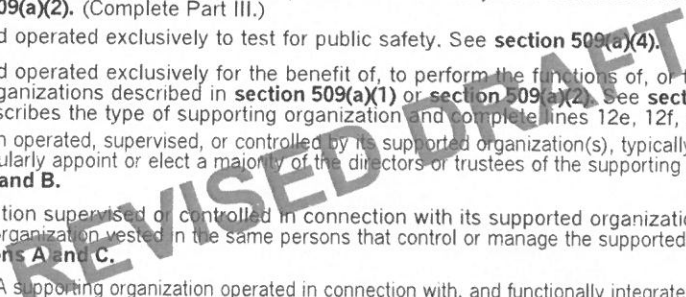 09(a)(2). (Complete Part III.)
d operated exclusively to test for public safety. See section 509(a)(4).
d operated exclusively for the benefit of, to perform the functions of, or t
ganizations described in section 509(a)(1) or section 509(a)(2). See sect
scribes the type of supporting organization and complete lines 12e, 12f,
n operated, supervised, or controlled by its supported organization(s), typically
ularly appoint or elect a majority of the directors or trustees of the supporting
and B.
tion supervised or controlled in connection with its supported organizatio
organization vested in the same persons that control or manage the supported
ns A and C.
A supporting organization operated in connection with, and functionally integrate
REVISED DRAFT